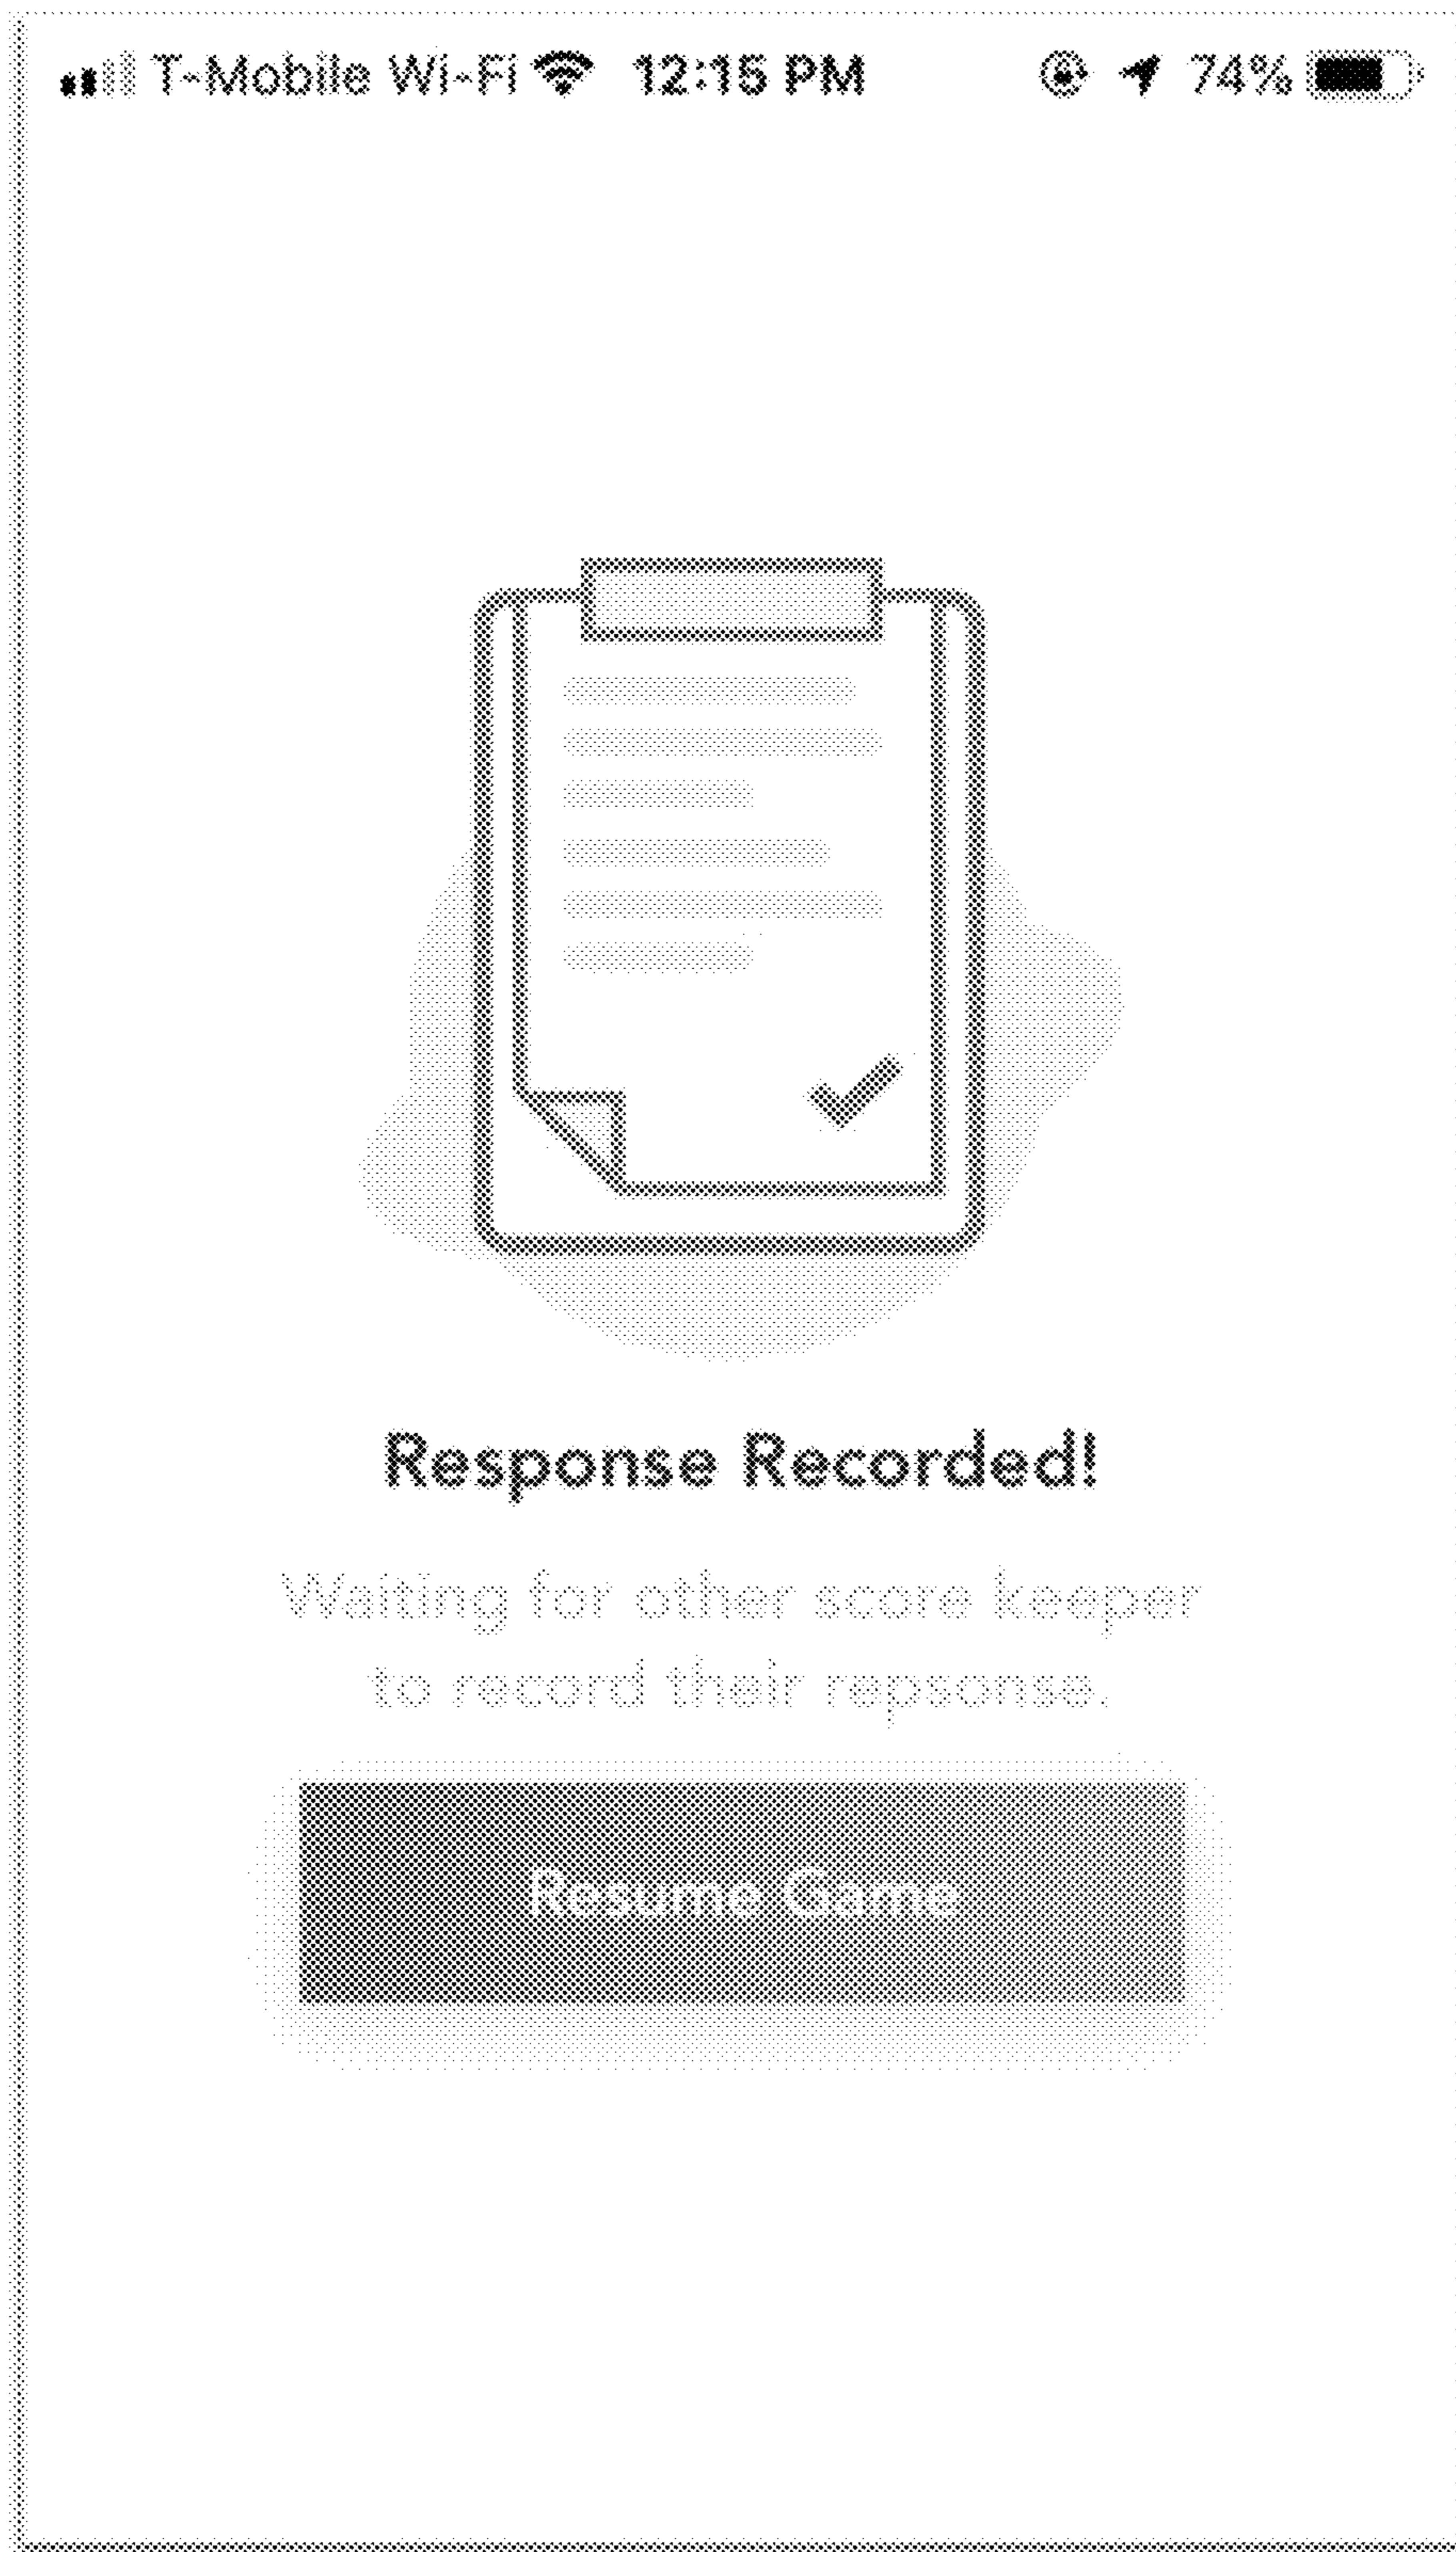 T-Mobile Wi-Fi 12:15 PM 74%
Response Recorded!
Waiting for other score keeper
to record their repsonse.
Resume Game